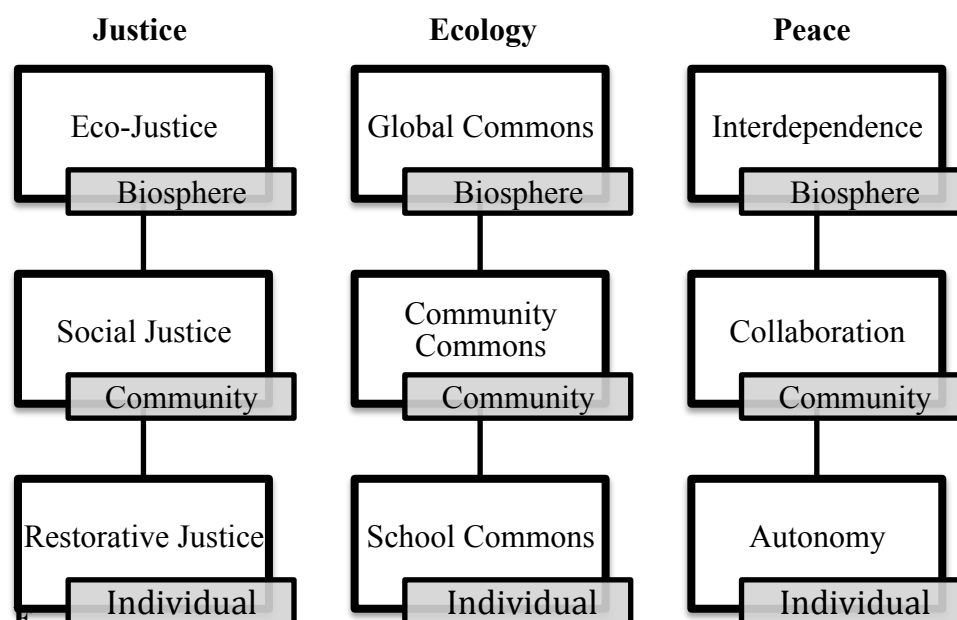 Justice
Ecology
Peace
Eco-Justice
Global Commons
Interdependence
Biosphere
Biosphere
Biosphere
Social Justice
Community
Commons
Collaboration
Community
Community
Community
Restorative Justice
School Commons
Autonomy
Individual
Individual
Individual